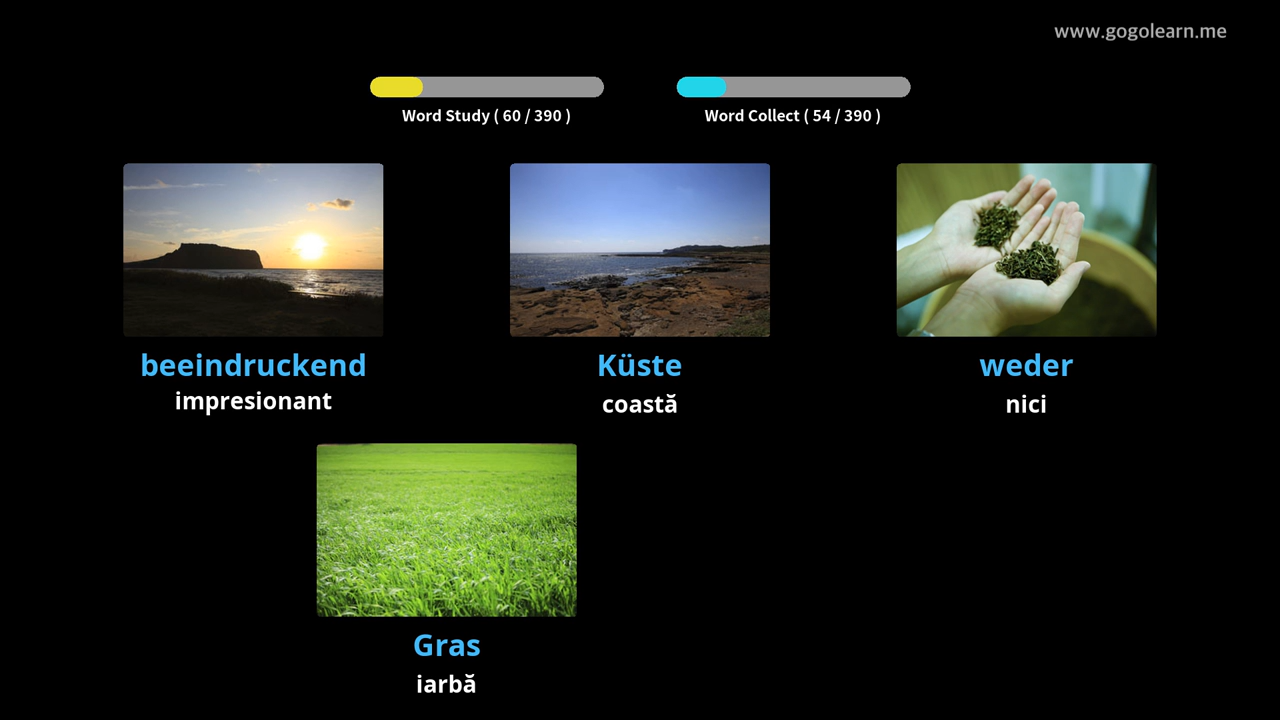 www.gogolearn.me
Word Study ( 60 / 390 )
Word Collect ( 54 / 390 )
beeindruckend
impresionant
Küste
coastă
weder
nici
Gras
iarbă